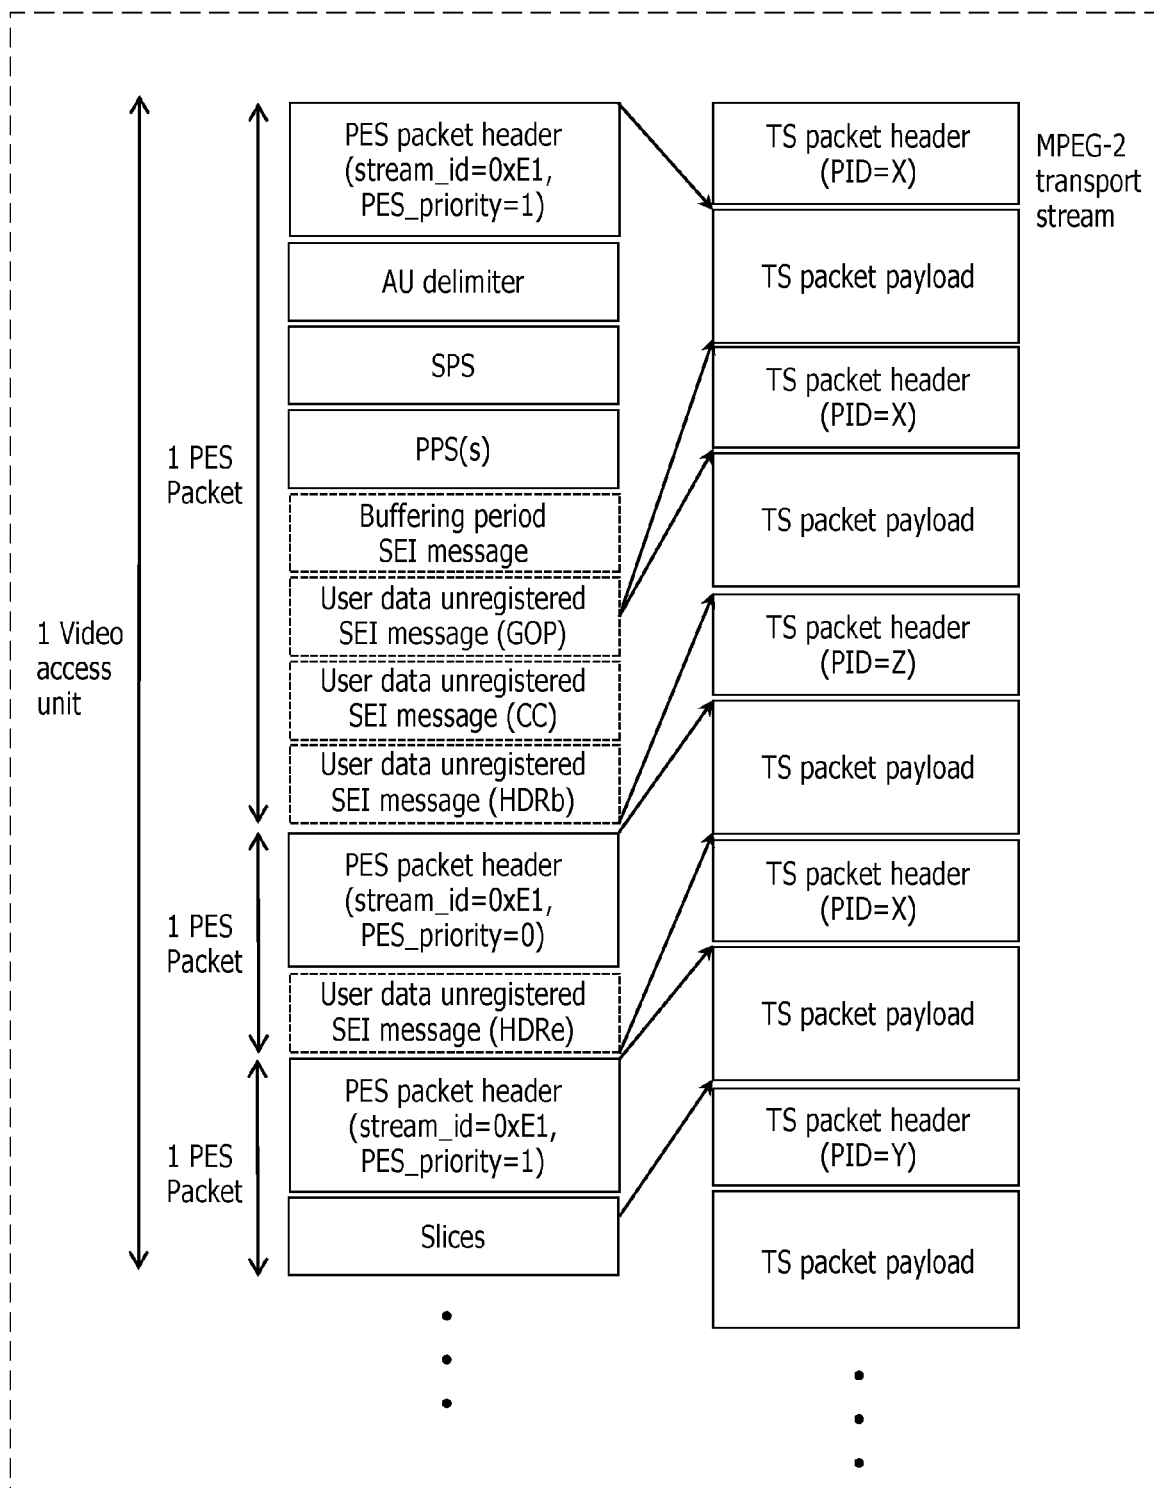 PES packet header
(stream_id=0xE1,
PES_priority=1)
AU delimiter
SPS
PPS(s)
Buffering period
SEI message
User data unregistered
SEI message (GOP)
User data unregistered
SEI message (CC)
User data unregistered
SEI message (HDRb)
PES packet header
(stream_id=0xE1,
PES_priority=0)
User data unregistered
SEI message (HDRe)
PES packet header
(stream_id=0xE1,
PES_priority=1)
Slices
1 Video
access
unit
1 PES
Packet
1 PES
Packet
1 PES
Packet
TS packet header
(PID=X)
TS packet payload
TS packet header
(PID=X)
TS packet payload
TS packet header
(PID=Z)
TS packet payload
TS packet header
(PID=X)
TS packet payload
TS packet header
(PID=Y)
TS packet payload
MPEG-2
transport
stream